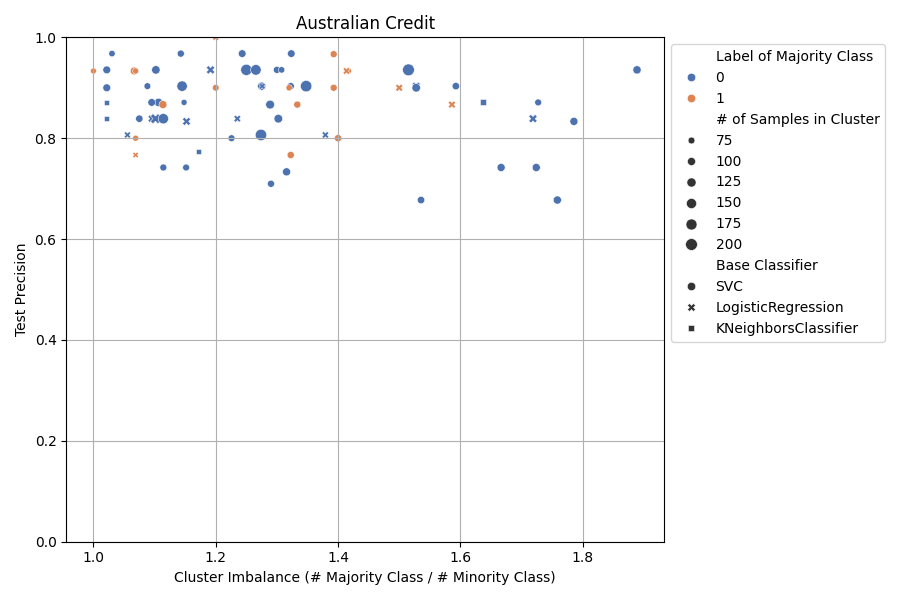 Australian Credit
Test Precision
1.0
0.8
0.6
0.4
0.2
0.0
1.0 1.2 1.4 1.6 1.8
Cluster Imbalance (# Majority Class / # Minority Class)
Label of Majority Class
0
1
# of Samples in Cluster
75
100
125
150
175
200
Base Classifier
SVC
LogisticRegression
KNeighborsClassifier